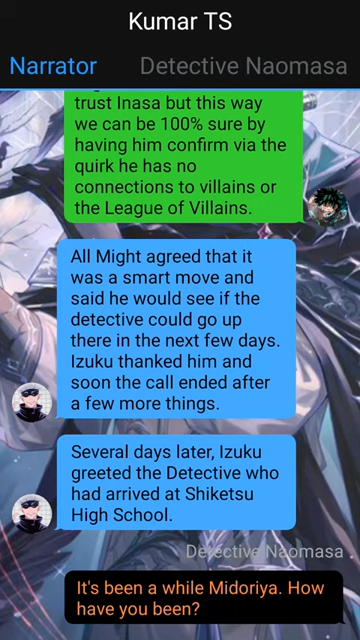 Kumar TS
Narrator Detective Naomasa
trust Inasa but this way
we can be 100% sure by
having him confirm via the
quirk he has no
connections to villains or
the League of Villains.
All Might agreed that it
was a smart move and
said he would see if the
detective could go up
there in the next few days.
Izuku thanked him and
soon the call ended after
a few more things.
Several days later, Izuku
greeted the Detective who
had arrived at Shiketsu
High School.
Detective Naomasa
It's been a while Midoriya. How
have you been?